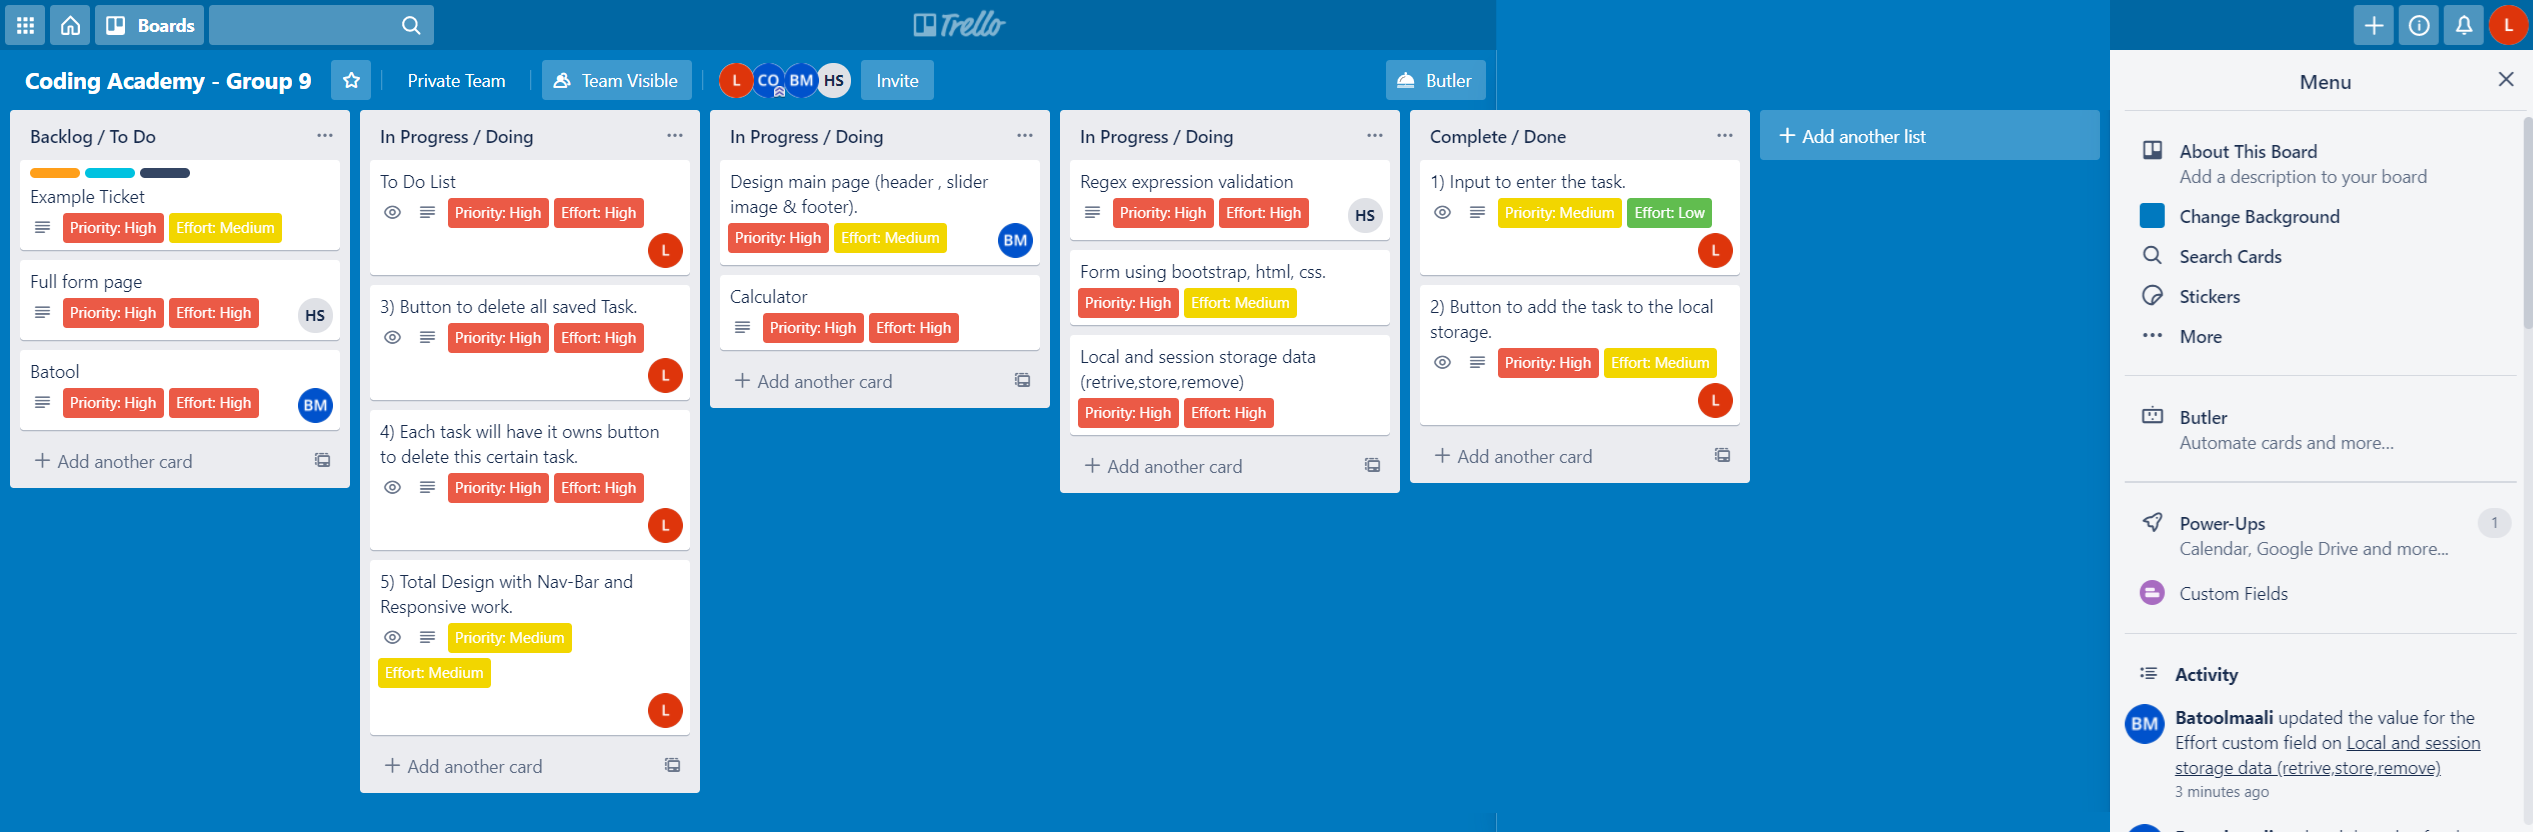 Boards
Trello
L
Coding Academy - Group 9
Private Team
Team Visible
L CO BM HS
Invite
Butler
Backlog / To Do
Example Ticket
Priority: High Effort: Medium
Full form page
Priority: High Effort: High
HS
Batool
Priority: High Effort: High
BM
Add another card
In Progress / Doing
To Do List
Priority: High Effort: High
L
3) Button to delete all saved Task.
Priority: High Effort: High
L
4) Each task will have it owns button
to delete this certain task.
Priority: High Effort: High
L
5) Total Design with Nav-Bar and
Responsive work.
Priority: Medium
Effort: Medium
L
Add another card
In Progress / Doing
Design main page (header , slider
image & footer).
Priority: High Effort: Medium
BM
Calculator
Priority: High Effort: High
Add another card
In Progress / Doing
Regex expression validation
Priority: High Effort: High
HS
Form using bootstrap, html, css.
Priority: High Effort: Medium
Local and session storage data
(retrive,store,remove)
Priority: High Effort: High
Add another card
Complete / Done
1) Input to enter the task.
Priority: Medium Effort: Low
L
2) Button to add the task to the local
storage.
Priority: High Effort: Medium
L
Add another card
Add another list
Menu
About This Board
Add a description to your board
Change Background
Search Cards
Stickers
More
Butler
Automate cards and more...
Power-Ups
1
Calendar, Google Drive and more...
Custom Fields
Activity
BM
Batoolmaali updated the value for the
Effort custom field on Local and session
storage data (retrive,store,remove)
3 minutes ago